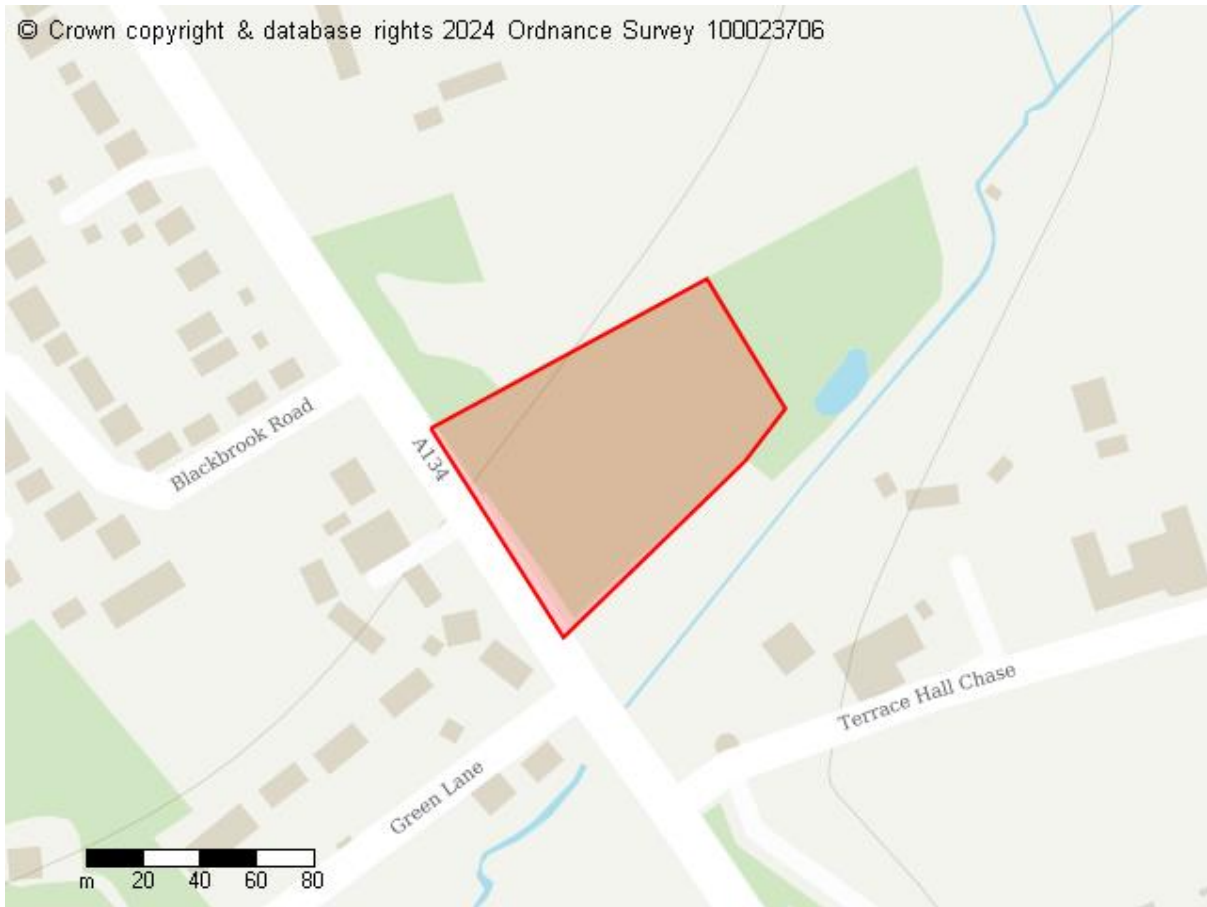 © Crown copyright & database rights 2024 Ordnance Survey 100023706
Blackbrook Road
A134
Terrace Hall Chase
Green Lane
m 20 40 60 80